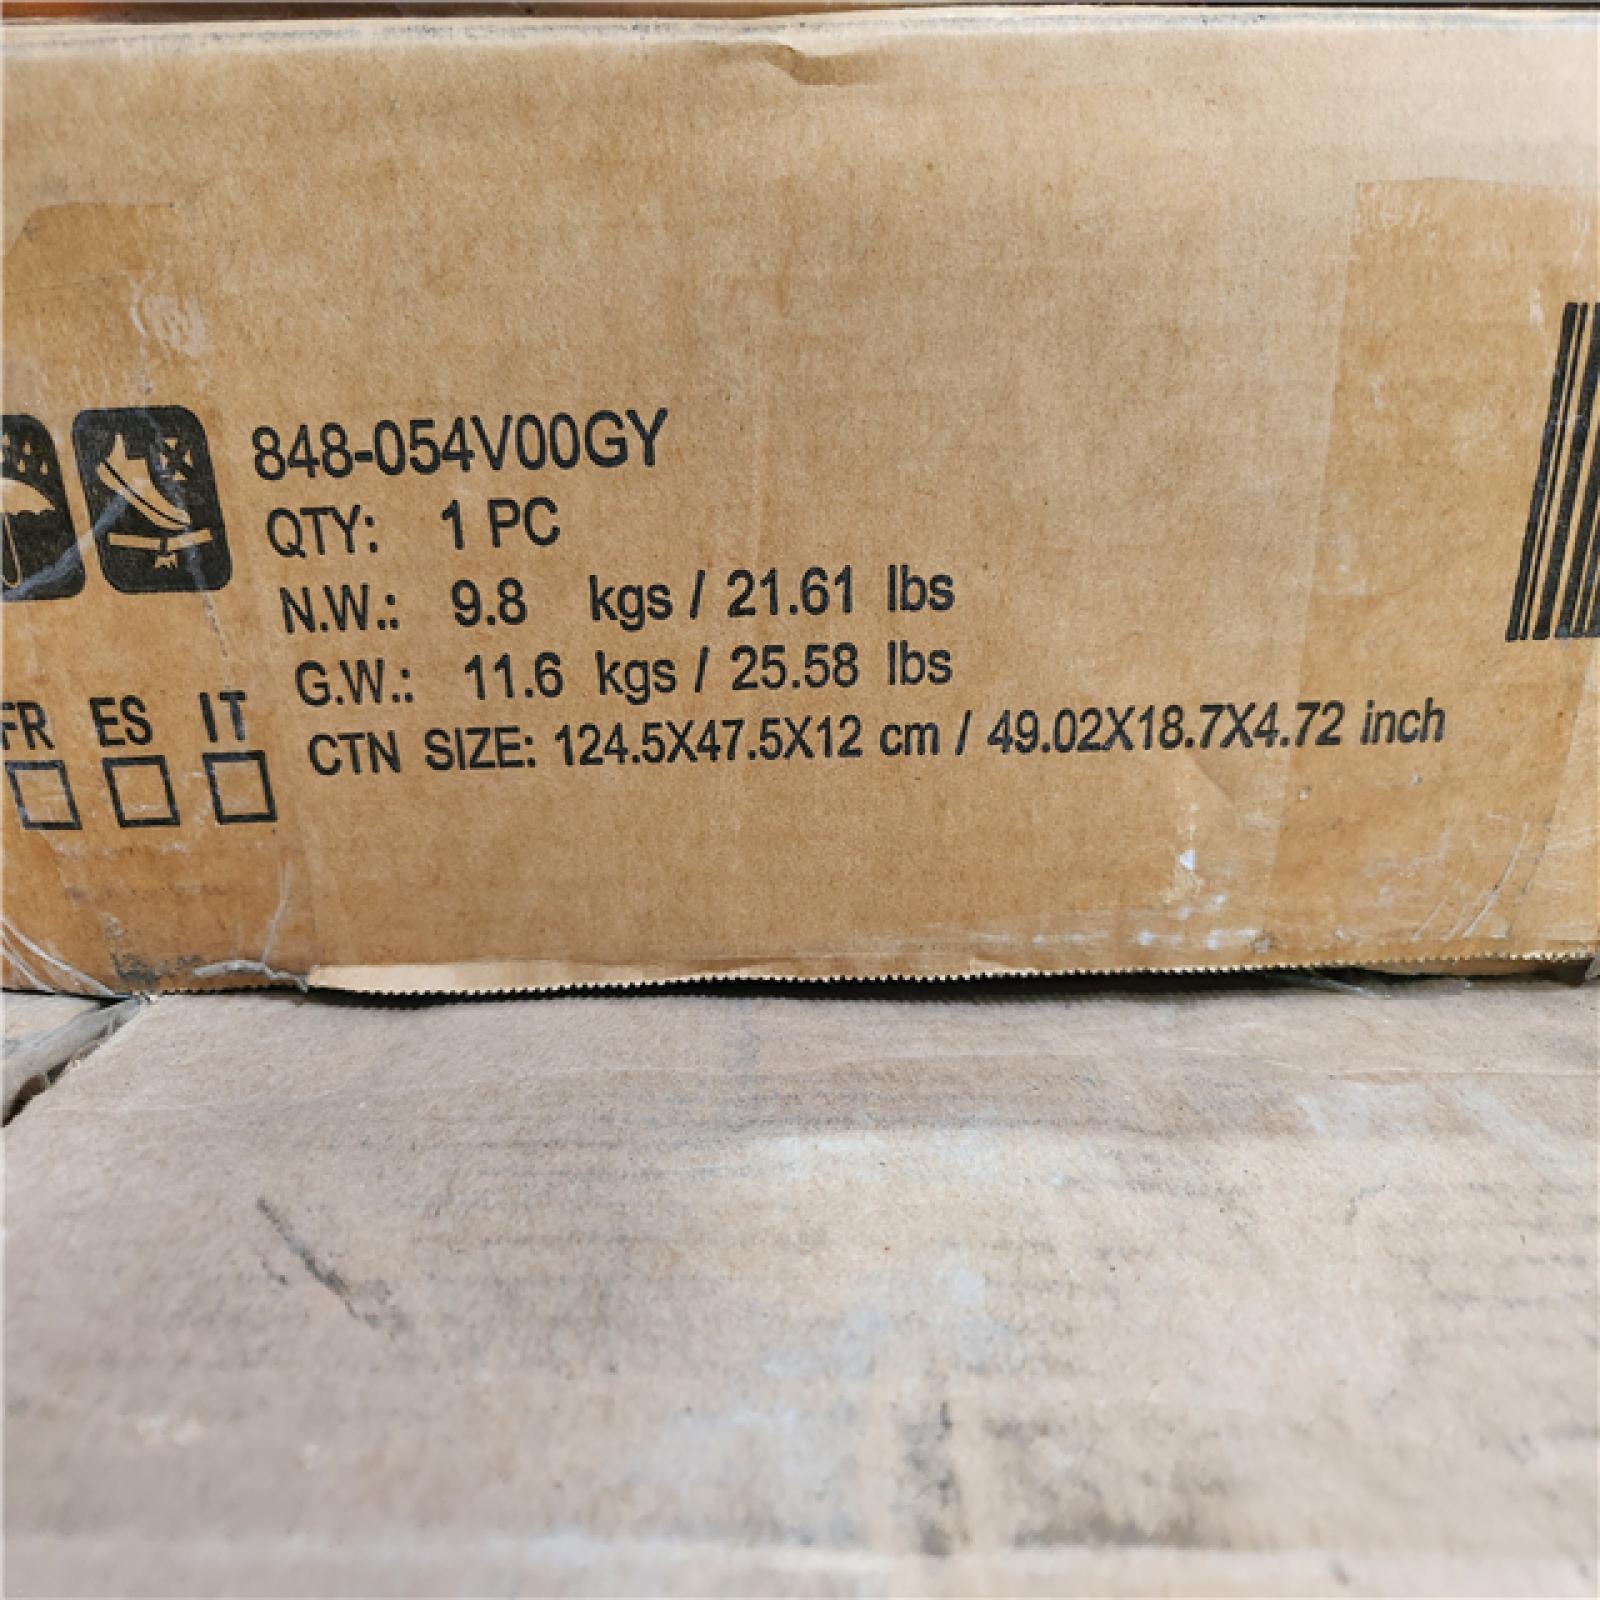 848-054V00GY
QTY: 1 PC
N.W.: 9.8 kgs / 21.61 lbs
G.W.: 11.6 kgs / 25.58 lbs
CTN SIZE: 124.5X47.5X12 cm / 49.02X18.7X4.72 inch
FR ES IT